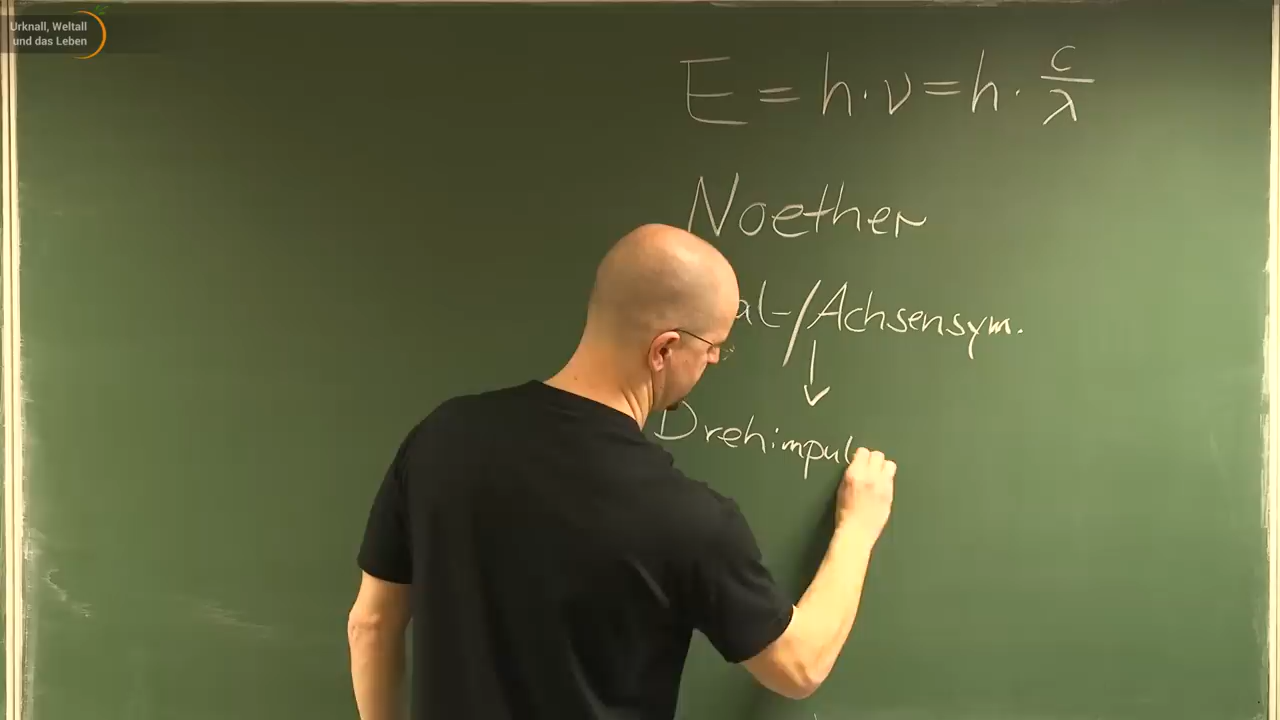 Urknall, Weltall
und das Leben
E = h · ν = h · c/λ
Noether
al-/Achsensym.
Drehimpul